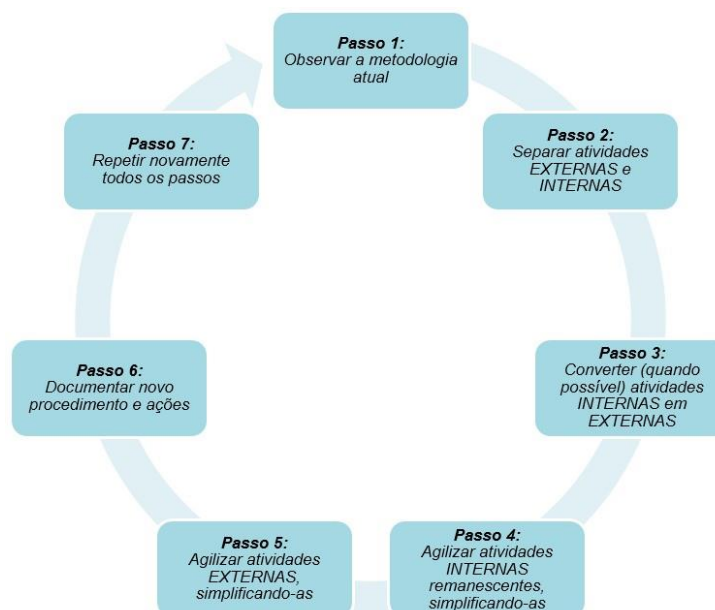 Passo 1:
Observar a metodologia
atual
Passo 2:
Separar atividades
EXTERNAS e
INTERNAS
Passo 3:
Converter (quando
possível) atividades
INTERNAS em
EXTERNAS
Passo 4:
Agilizar atividades
INTERNAS
remanescentes,
simplificando-as
Passo 5:
Agilizar atividades
EXTERNAS,
simplificando-as
Passo 6:
Documentar novo
procedimento e ações
Passo 7:
Repetir novamente
todos os passos